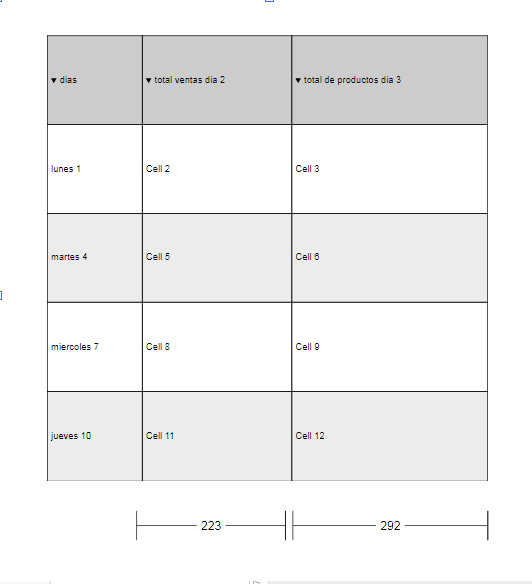 ▼ dias ▼ total ventas dia 2 ▼ total de productos dia 3
lunes 1 Cell 2 Cell 3
martes 4 Cell 5 Cell 6
miercoles 7 Cell 8 Cell 9
jueves 10 Cell 11 Cell 12
223 292